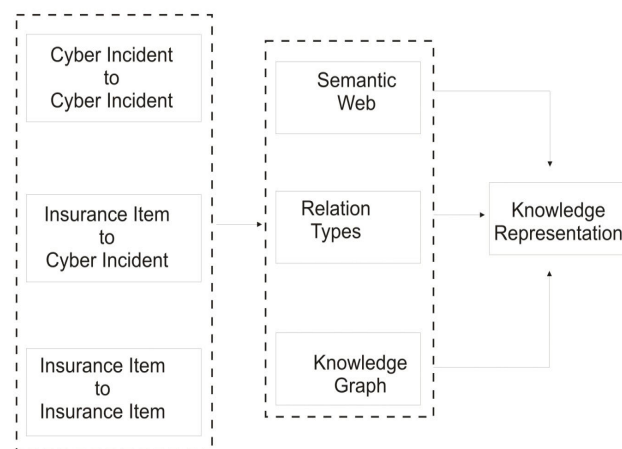 Cyber Incident
to
Cyber Incident
Insurance Item
to
Cyber Incident
Insurance Item
to
Insurance Item
Semantic
Web
Relation
Types
Knowledge
Graph
Knowledge
Representation